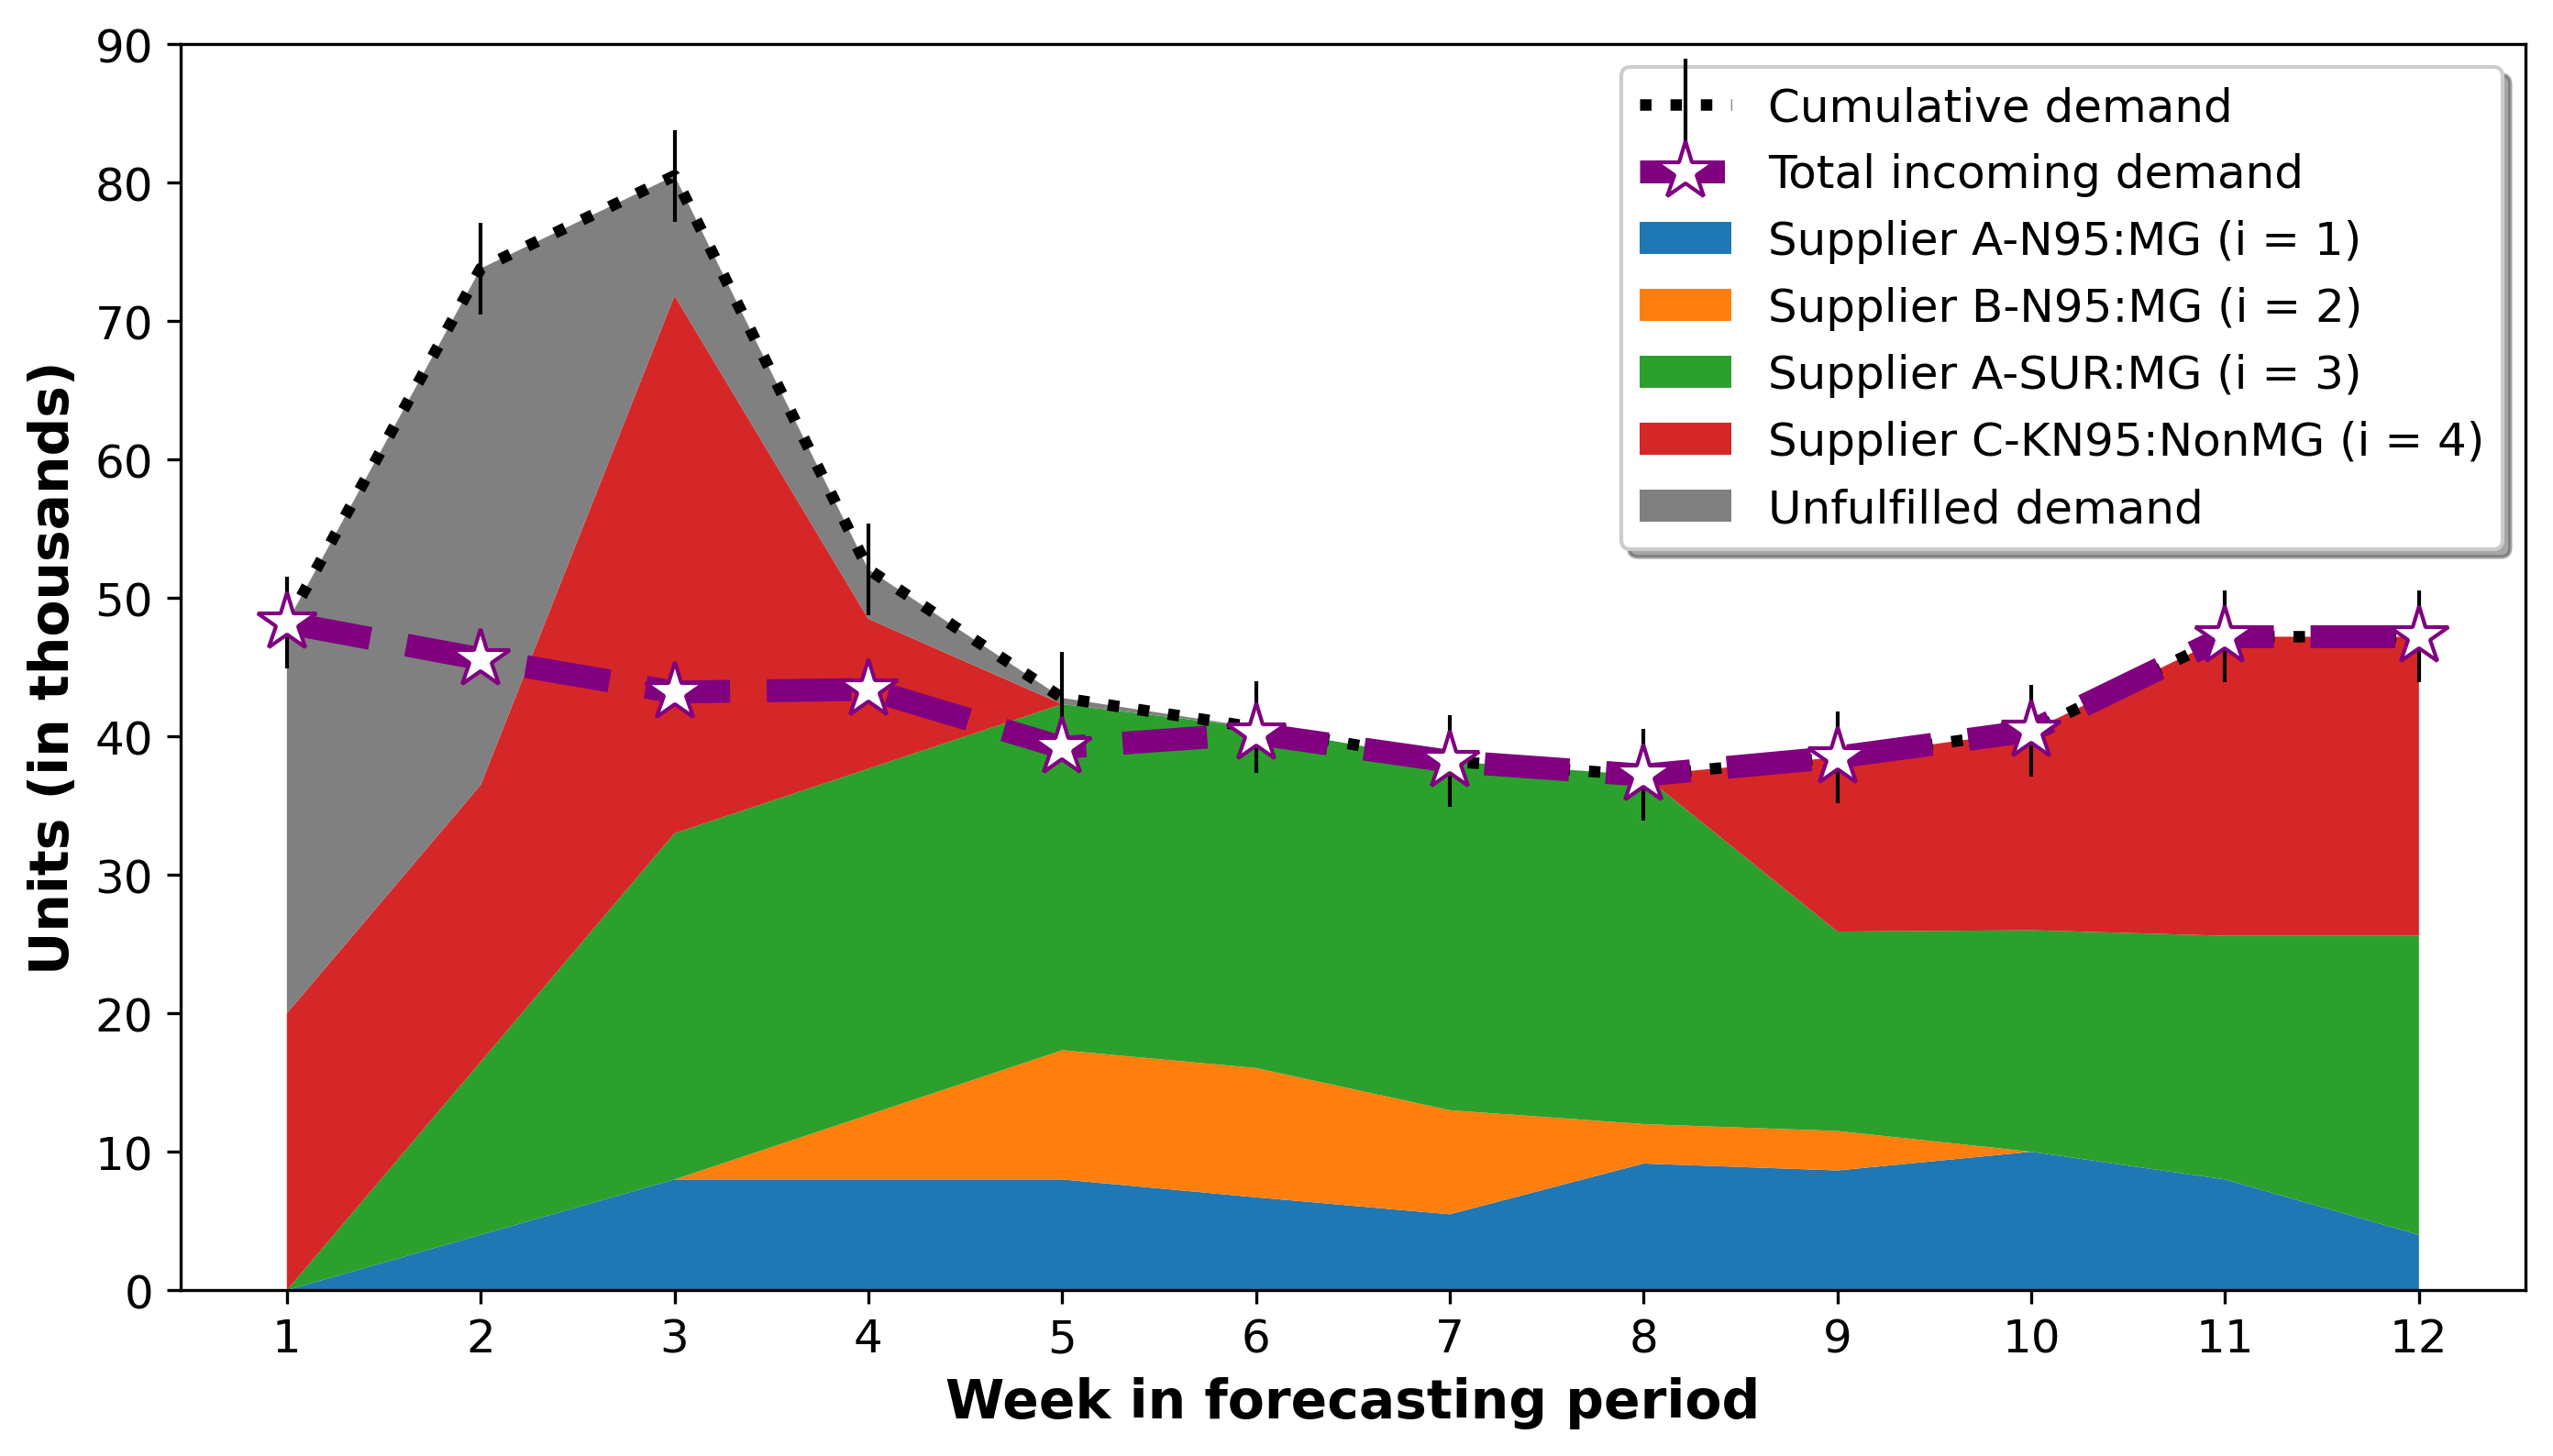 90
80
70
60
50
40
30
20
10
0
Units (in thousands)
Cumulative demand
Total incoming demand
Supplier A-N95:MG (i = 1)
Supplier B-N95:MG (i = 2)
Supplier A-SUR:MG (i = 3)
Supplier C-KN95:NonMG (i = 4)
Unfulfilled demand
1 2 3 4 5 6 7 8 9 10 11 12
Week in forecasting period